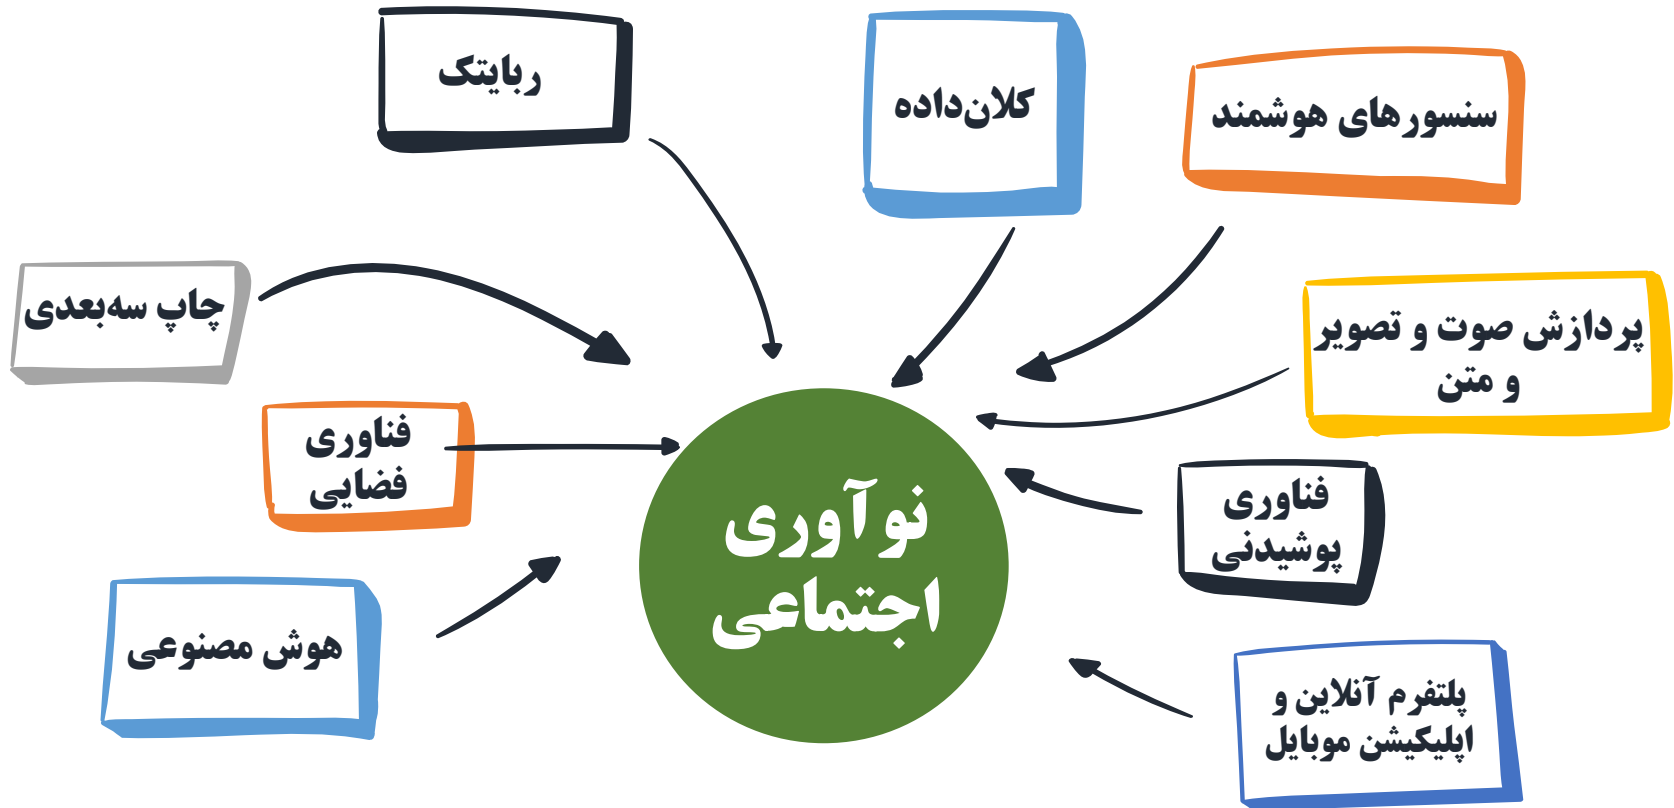 ربایتک
کلان‌داده
سنسورهای هوشمند
چاپ سه‌بعدی
پردازش صوت و تصویر
و متن
فناوری
فضایی
فناوری
پوشیدنی
نوآوری
اجتماعی
هوش مصنوعی
پلتفرم آنلاین و
اپلیکیشن موبایل